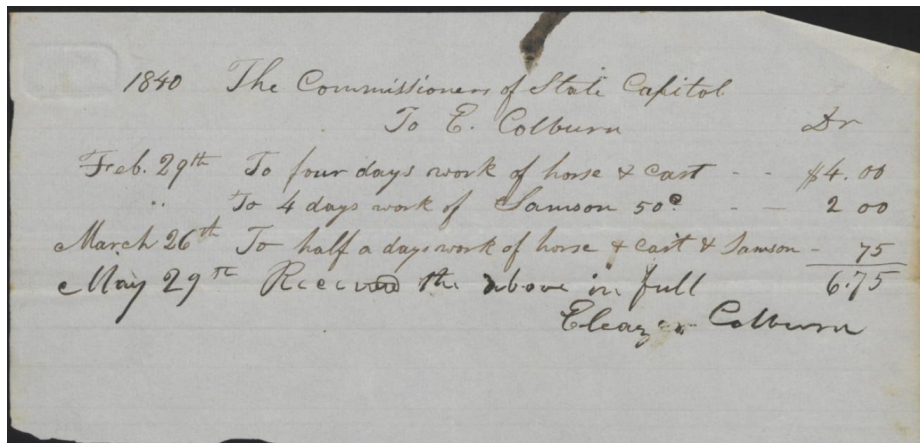 1840 The Commissioners of State Capitol
To E. Colburn Dr
Feb. 29th To four days work of horse & cart - - $4.00
" To 4 days work of Samson 50c - - 2 00
March 26th To half a days work of horse & cart & Samson - 75
May 29th Received the above in full 6.75
Eleazer Colburn